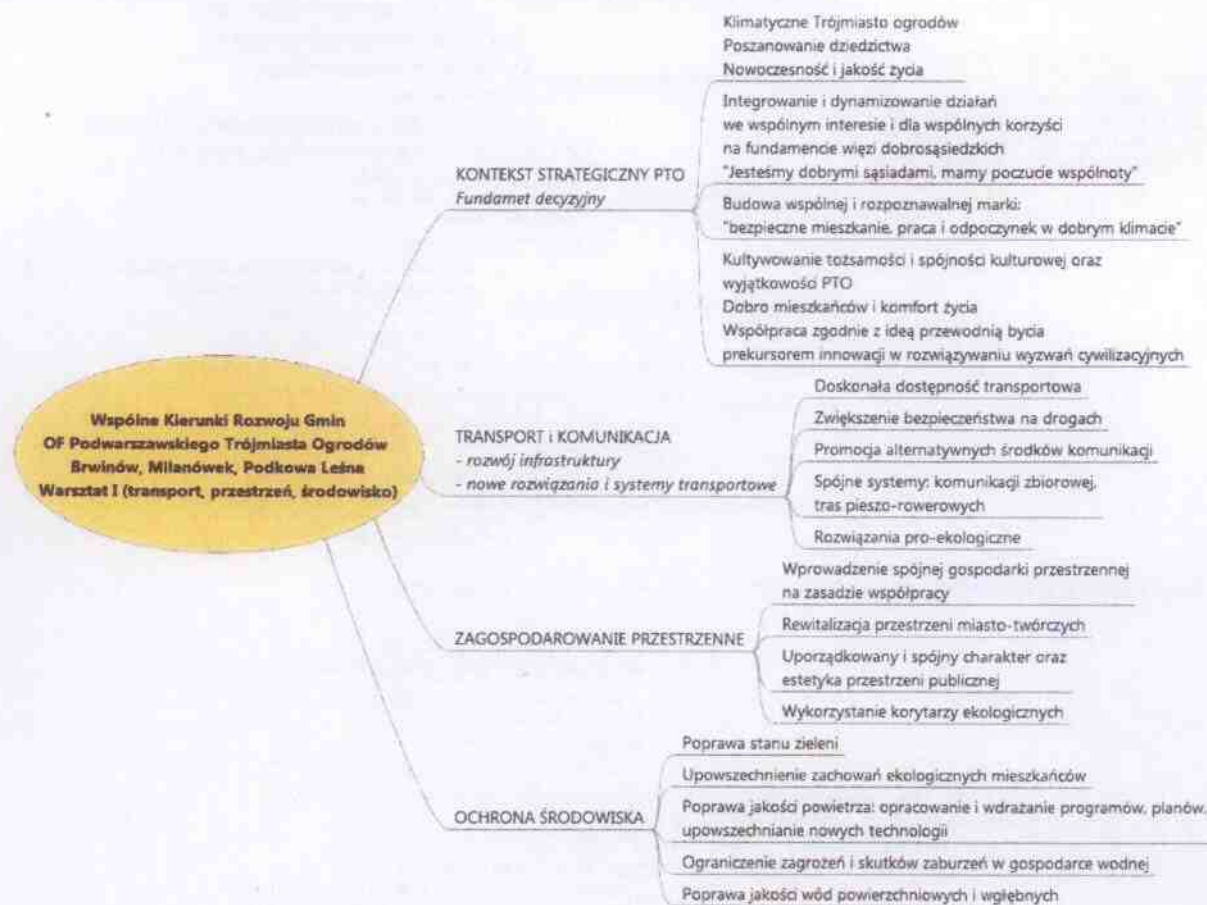 Klimatyczne Trójmiasto ogrodów
Poszanowanie dziedzictwa
Nowoczesność i jakość życia
Integrowanie i dynamizowanie działań
we wspólnym interesie i dla wspólnych korzyści
na fundamencie więzi dobrosąsiedzkich
"Jesteśmy dobrymi sąsiadami, mamy poczucie wspólnoty"
KONTEKST STRATEGICZNY PTO
Fundamet decyzyjny
Budowa wspólnej i rozpoznawalnej marki:
"bezpieczne mieszkanie, praca i odpoczynek w dobrym klimacie"
Kultywowanie tożsamości i spójności kulturowej oraz
wyjątkowości PTO
Dobro mieszkańców i komfort życia
Współpraca zgodnie z ideą przewodnią bycia
prekursorem innowacji w rozwiązywaniu wyzwań cywilizacyjnych
Wspólne Kierunki Rozwoju Gmin
OF Podwarszawskiego Trójmiasta Ogrodów
Brwinów, Milanówek, Podkowa Leśna
Warsztat I (transport, przestrzeń, środowisko)
TRANSPORT i KOMUNIKACJA
- rozwój infrastruktury
- nowe rozwiązania i systemy transportowe
Doskonała dostępność transportowa
Zwiększenie bezpieczeństwa na drogach
Promocja alternatywnych środków komunikacji
Spójne systemy: komunikacji zbiorowej,
tras pieszo-rowerowych
Rozwiązania pro-ekologiczne
ZAGOSPODAROWANIE PRZESTRZENNE
Wprowadzenie spójnej gospodarki przestrzennej
na zasadzie współpracy
Rewitalizacja przestrzeni miasto-twórczych
Uporządkowany i spójny charakter oraz
estetyka przestrzeni publicznej
Wykorzystanie korytarzy ekologicznych
OCHRONA ŚRODOWISKA
Poprawa stanu zieleni
Upowszechnienie zachowań ekologicznych mieszkańców
Poprawa jakości powietrza: opracowanie i wdrażanie programów, planów,
upowszechnianie nowych technologii
Ograniczenie zagrożeń i skutków zaburzeń w gospodarce wodnej
Poprawa jakości wód powierzchniowych i wgłębnych